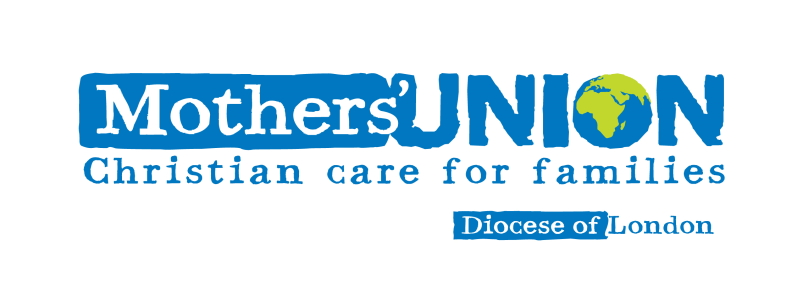 Mothers' UNION
Christian care for families
Diocese of London